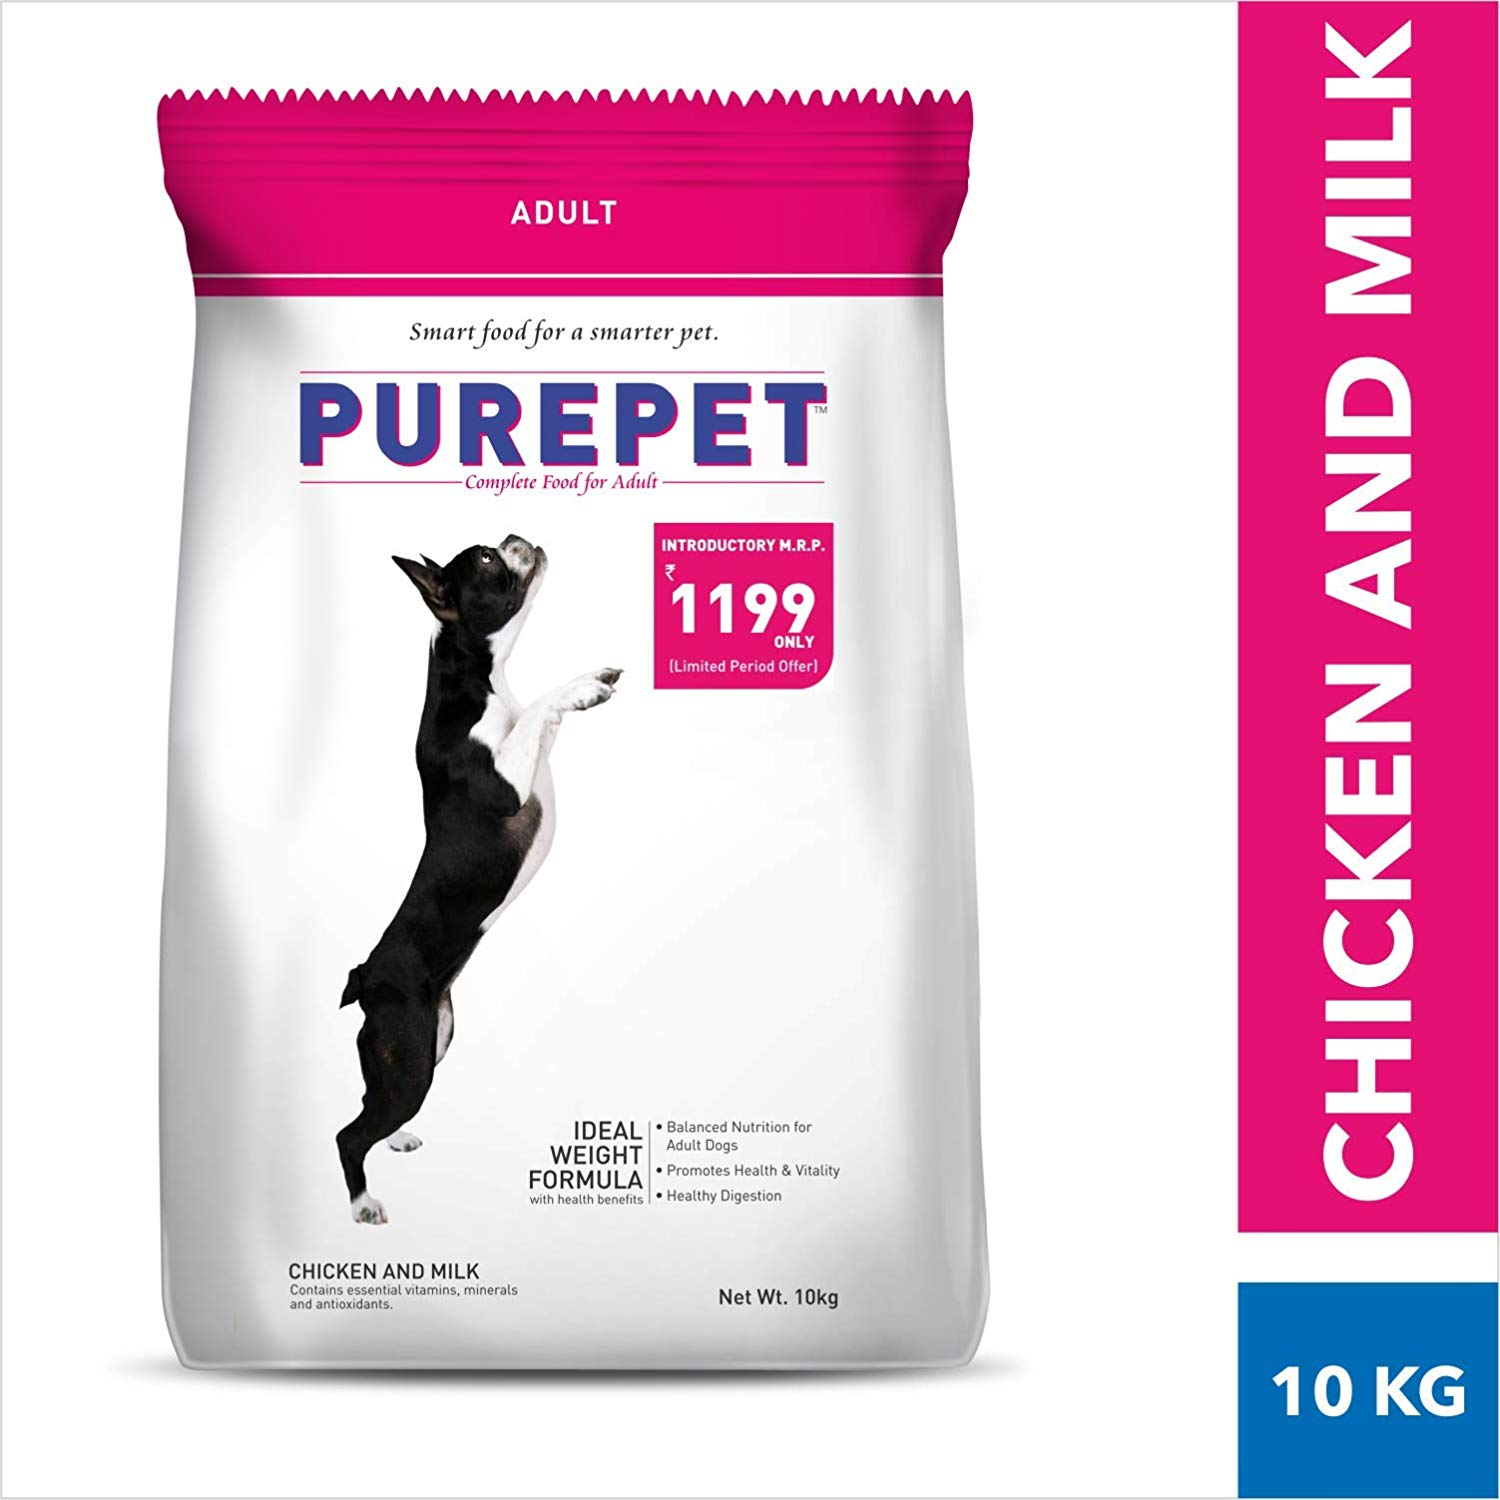 ADULT
Smart food for a smarter pet.
PUREPET™
Complete Food for Adult
INTRODUCTORY M.R.P.
₹
1199
ONLY
(Limited Period Offer)
IDEAL
WEIGHT
FORMULA
with health benefits
• Balanced Nutrition for
Adult Dogs
• Promotes Health & Vitality
• Healthy Digestion
CHICKEN AND MILK
Contains essential vitamins, minerals
and antioxidants.
Net Wt. 10kg
CHICKEN AND MILK
10 KG